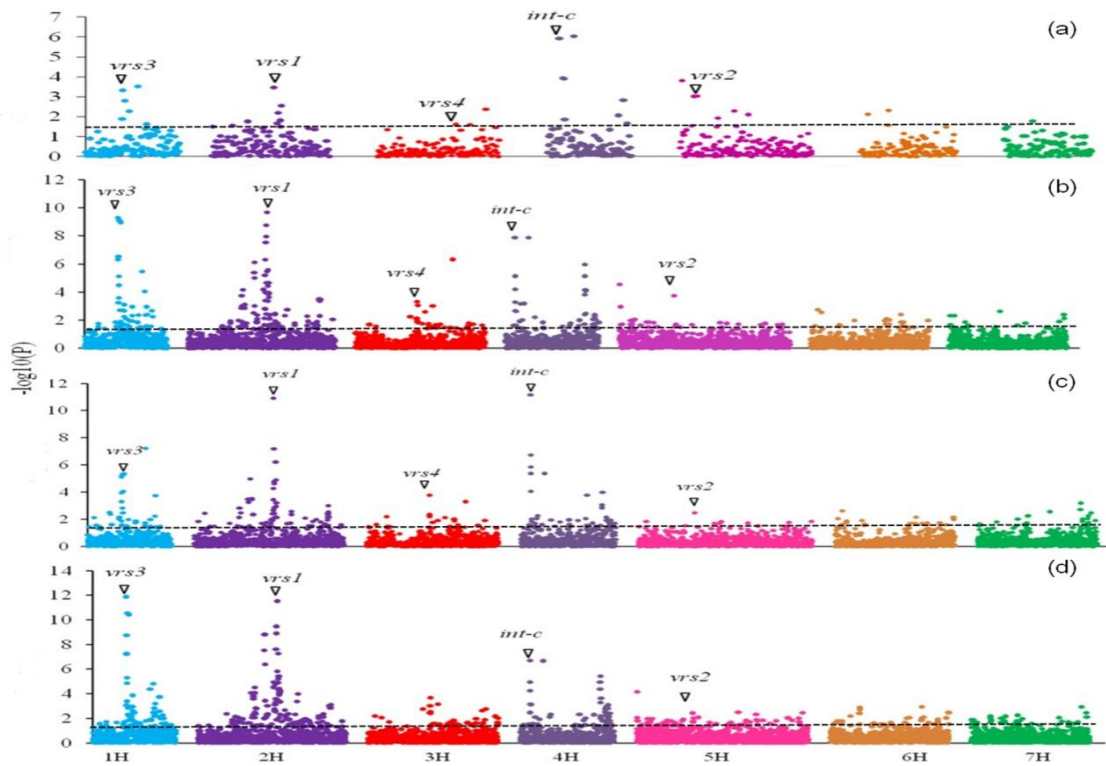 (a)
7
6
5
4
3
2
1
0
vrs3
vrs1
vrs4
int-c
vrs2
(b)
12
10
8
6
4
2
0
vrs3
vrs1
vrs4
int-c
vrs2
-log10(P)
(c)
12
10
8
6
4
2
0
vrs3
vrs1
vrs4
int-c
vrs2
(d)
14
12
10
8
6
4
2
0
vrs3
vrs1
int-c
vrs2
1H 2H 3H 4H 5H 6H 7H